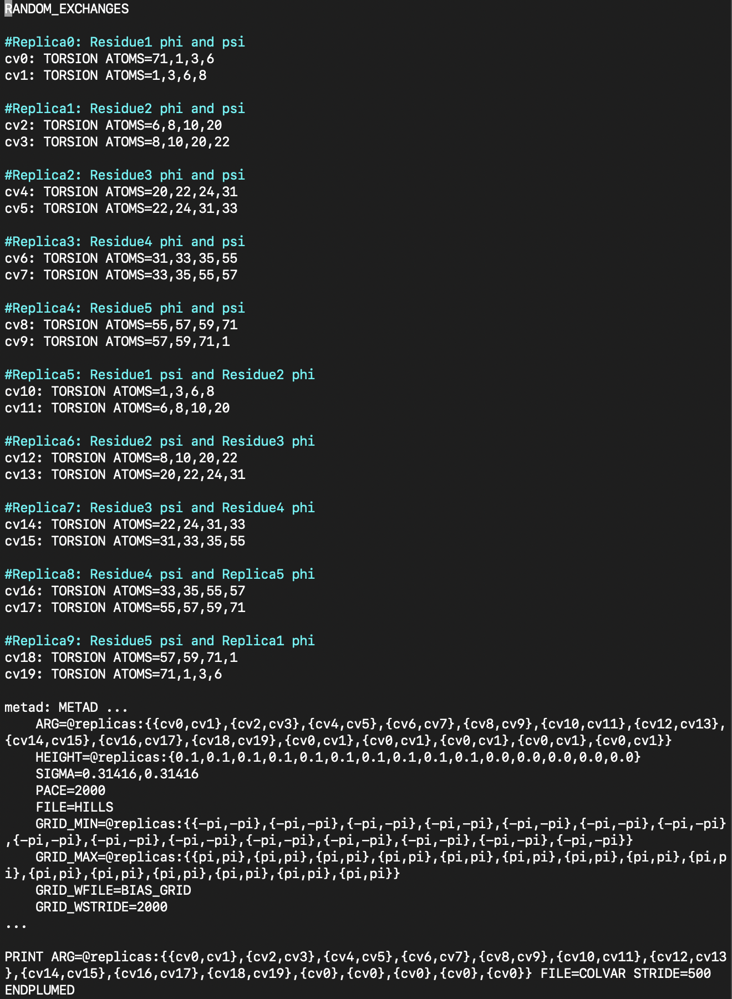 RANDOM_EXCHANGES
#Replica0: Residue1 phi and psi
cv0: TORSION ATOMS=71,1,3,6
cv1: TORSION ATOMS=1,3,6,8
#Replica1: Residue2 phi and psi
cv2: TORSION ATOMS=6,8,10,20
cv3: TORSION ATOMS=8,10,20,22
#Replica2: Residue3 phi and psi
cv4: TORSION ATOMS=20,22,24,31
cv5: TORSION ATOMS=22,24,31,33
#Replica3: Residue4 phi and psi
cv6: TORSION ATOMS=31,33,35,55
cv7: TORSION ATOMS=33,35,55,57
#Replica4: Residue5 phi and psi
cv8: TORSION ATOMS=55,57,59,71
cv9: TORSION ATOMS=57,59,71,1
#Replica5: Residue1 psi and Residue2 phi
cv10: TORSION ATOMS=1,3,6,8
cv11: TORSION ATOMS=6,8,10,20
#Replica6: Residue2 psi and Residue3 phi
cv12: TORSION ATOMS=8,10,20,22
cv13: TORSION ATOMS=20,22,24,31
#Replica7: Residue3 psi and Residue4 phi
cv14: TORSION ATOMS=22,24,31,33
cv15: TORSION ATOMS=31,33,35,55
#Replica8: Residue4 psi and Replica5 phi
cv16: TORSION ATOMS=33,35,55,57
cv17: TORSION ATOMS=55,57,59,71
#Replica9: Residue5 psi and Replica1 phi
cv18: TORSION ATOMS=57,59,71,1
cv19: TORSION ATOMS=71,1,3,6
metad: METAD ...
    ARG=@replicas:{{cv0,cv1},{cv2,cv3},{cv4,cv5},{cv6,cv7},{cv8,cv9},{cv10,cv11},{cv12,cv13},
{cv14,cv15},{cv16,cv17},{cv18,cv19},{cv0,cv1},{cv0,cv1},{cv0,cv1},{cv0,cv1},{cv0,cv1}}
    HEIGHT=@replicas:{0.1,0.1,0.1,0.1,0.1,0.1,0.1,0.1,0.1,0.1,0.0,0.0,0.0,0.0,0.0}
    SIGMA=0.31416,0.31416
    PACE=2000
    FILE=HILLS
    GRID_MIN=@replicas:{{-pi,-pi},{-pi,-pi},{-pi,-pi},{-pi,-pi},{-pi,-pi},{-pi,-pi},{-pi,-pi}
,{-pi,-pi},{-pi,-pi},{-pi,-pi},{-pi,-pi},{-pi,-pi},{-pi,-pi},{-pi,-pi},{-pi,-pi}}
    GRID_MAX=@replicas:{{pi,pi},{pi,pi},{pi,pi},{pi,pi},{pi,pi},{pi,pi},{pi,pi},{pi,pi},{pi,p
i},{pi,pi},{pi,pi},{pi,pi},{pi,pi},{pi,pi},{pi,pi}}
    GRID_WFILE=BIAS_GRID
    GRID_WSTRIDE=2000
...
PRINT ARG=@replicas:{{cv0,cv1},{cv2,cv3},{cv4,cv5},{cv6,cv7},{cv8,cv9},{cv10,cv11},{cv12,cv13
},{cv14,cv15},{cv16,cv17},{cv18,cv19},{cv0},{cv0},{cv0},{cv0},{cv0}} FILE=COLVAR STRIDE=500
ENDPLUMED